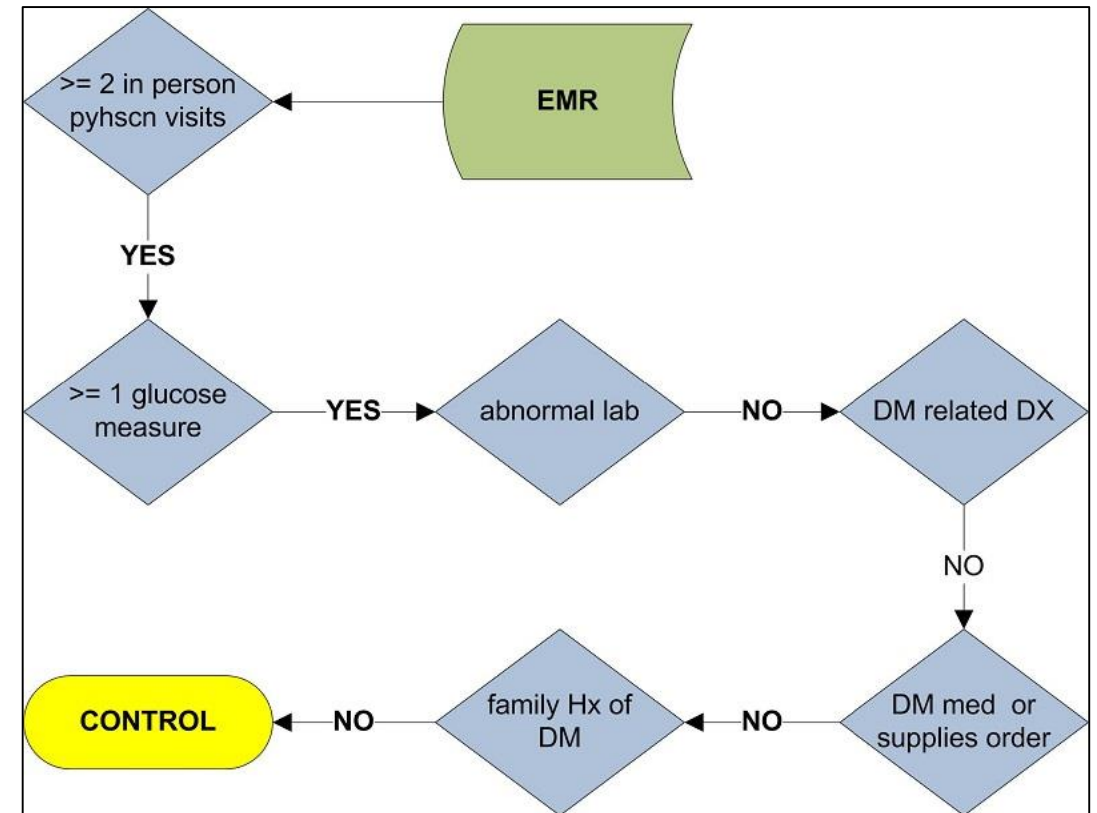 >= 2 in person
pyhscn visits
EMR
YES
>= 1 glucose
measure
YES
abnormal lab
NO
DM related DX
NO
DM med or
supplies order
NO
family Hx of
DM
NO
CONTROL